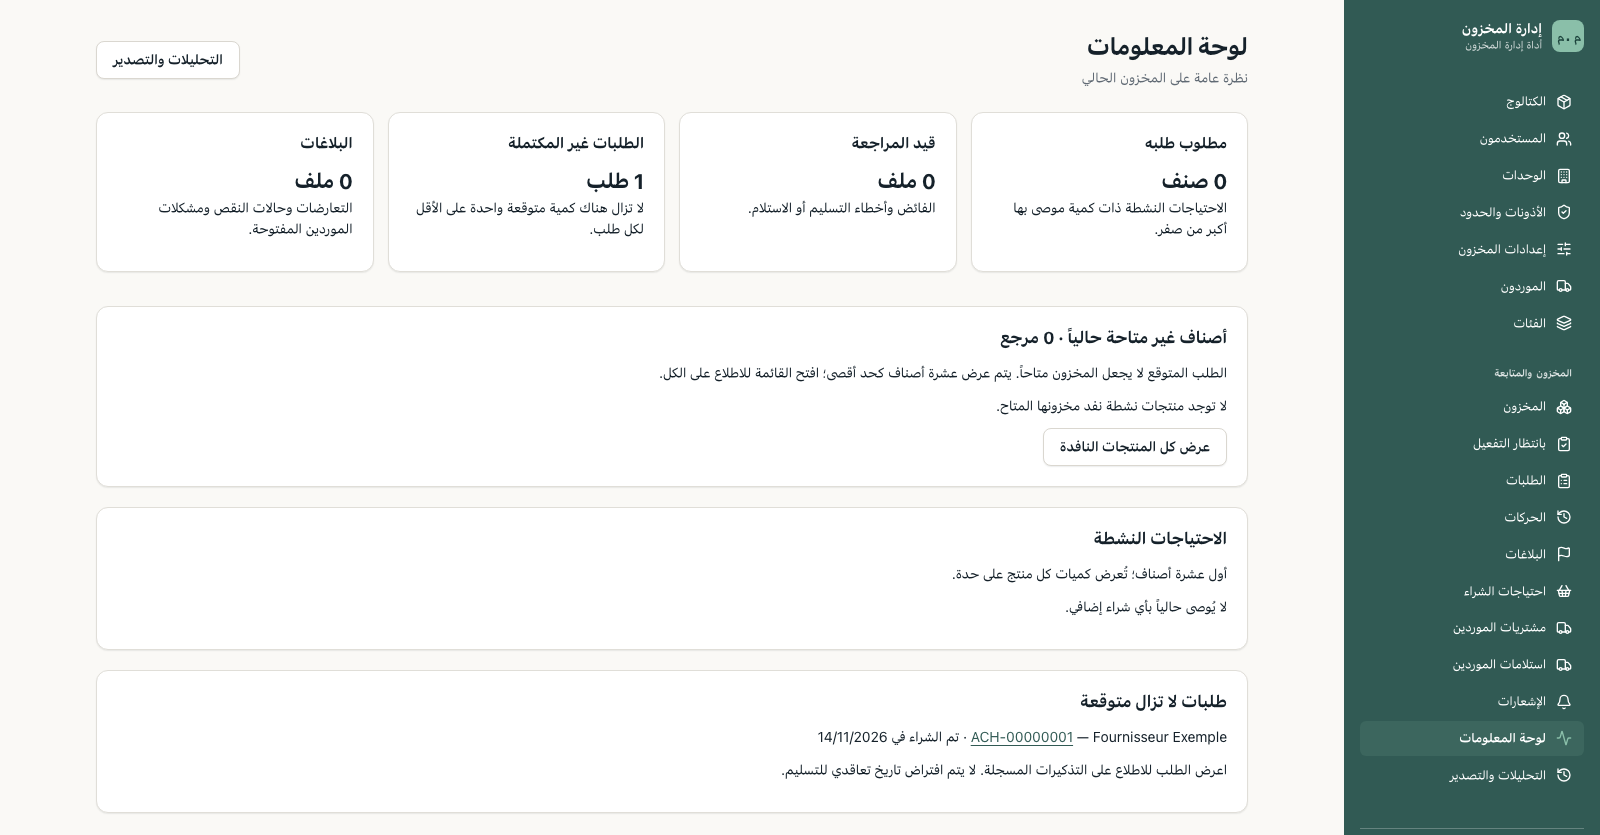 م .م
إدارة المخزون
أداة إدارة المخزون
الكتالوج
المستخدمون
الوحدات
الأذونات والحدود
إعدادات المخزون
الموردون
الفئات
المخزون والمتابعة
المخزون
بانتظار التفعيل
الطلبات
الحركات
البلاغات
احتياجات الشراء
مشتريات الموردين
استلامات الموردين
الإشعارات
لوحة المعلومات
التحليلات والتصدير
لوحة المعلومات
نظرة عامة على المخزون الحالي
التحليلات والتصدير
مطلوب طلبه
0 صنف
الاحتياجات النشطة ذات كمية موصى بها
أكبر من صفر.
قيد المراجعة
0 ملف
الفائض وأخطاء التسليم أو الاستلام.
الطلبات غير المكتملة
1 طلب
لا تزال هناك كمية متوقعة واحدة على الأقل
لكل طلب.
البلاغات
0 ملف
التعارضات وحالات النقص ومشكلات
الموردين المفتوحة.
أصناف غير متاحة حالياً · 0 مرجع
الطلب المتوقع لا يجعل المخزون متاحاً. يتم عرض عشرة أصناف كحد أقصى؛ افتح القائمة للاطلاع على الكل.
لا توجد منتجات نشطة نفد مخزونها المتاح.
عرض كل المنتجات النافدة
الاحتياجات النشطة
أول عشرة أصناف؛ تُعرض كميات كل منتج على حدة.
لا يُوصى حالياً بأي شراء إضافي.
طلبات لا تزال متوقعة
ACH-00000001 — Fournisseur Exemple · تم الشراء في 14/11/2026
اعرض الطلب للاطلاع على التذكيرات المسجلة. لا يتم افتراض تاريخ تعاقدي للتسليم.